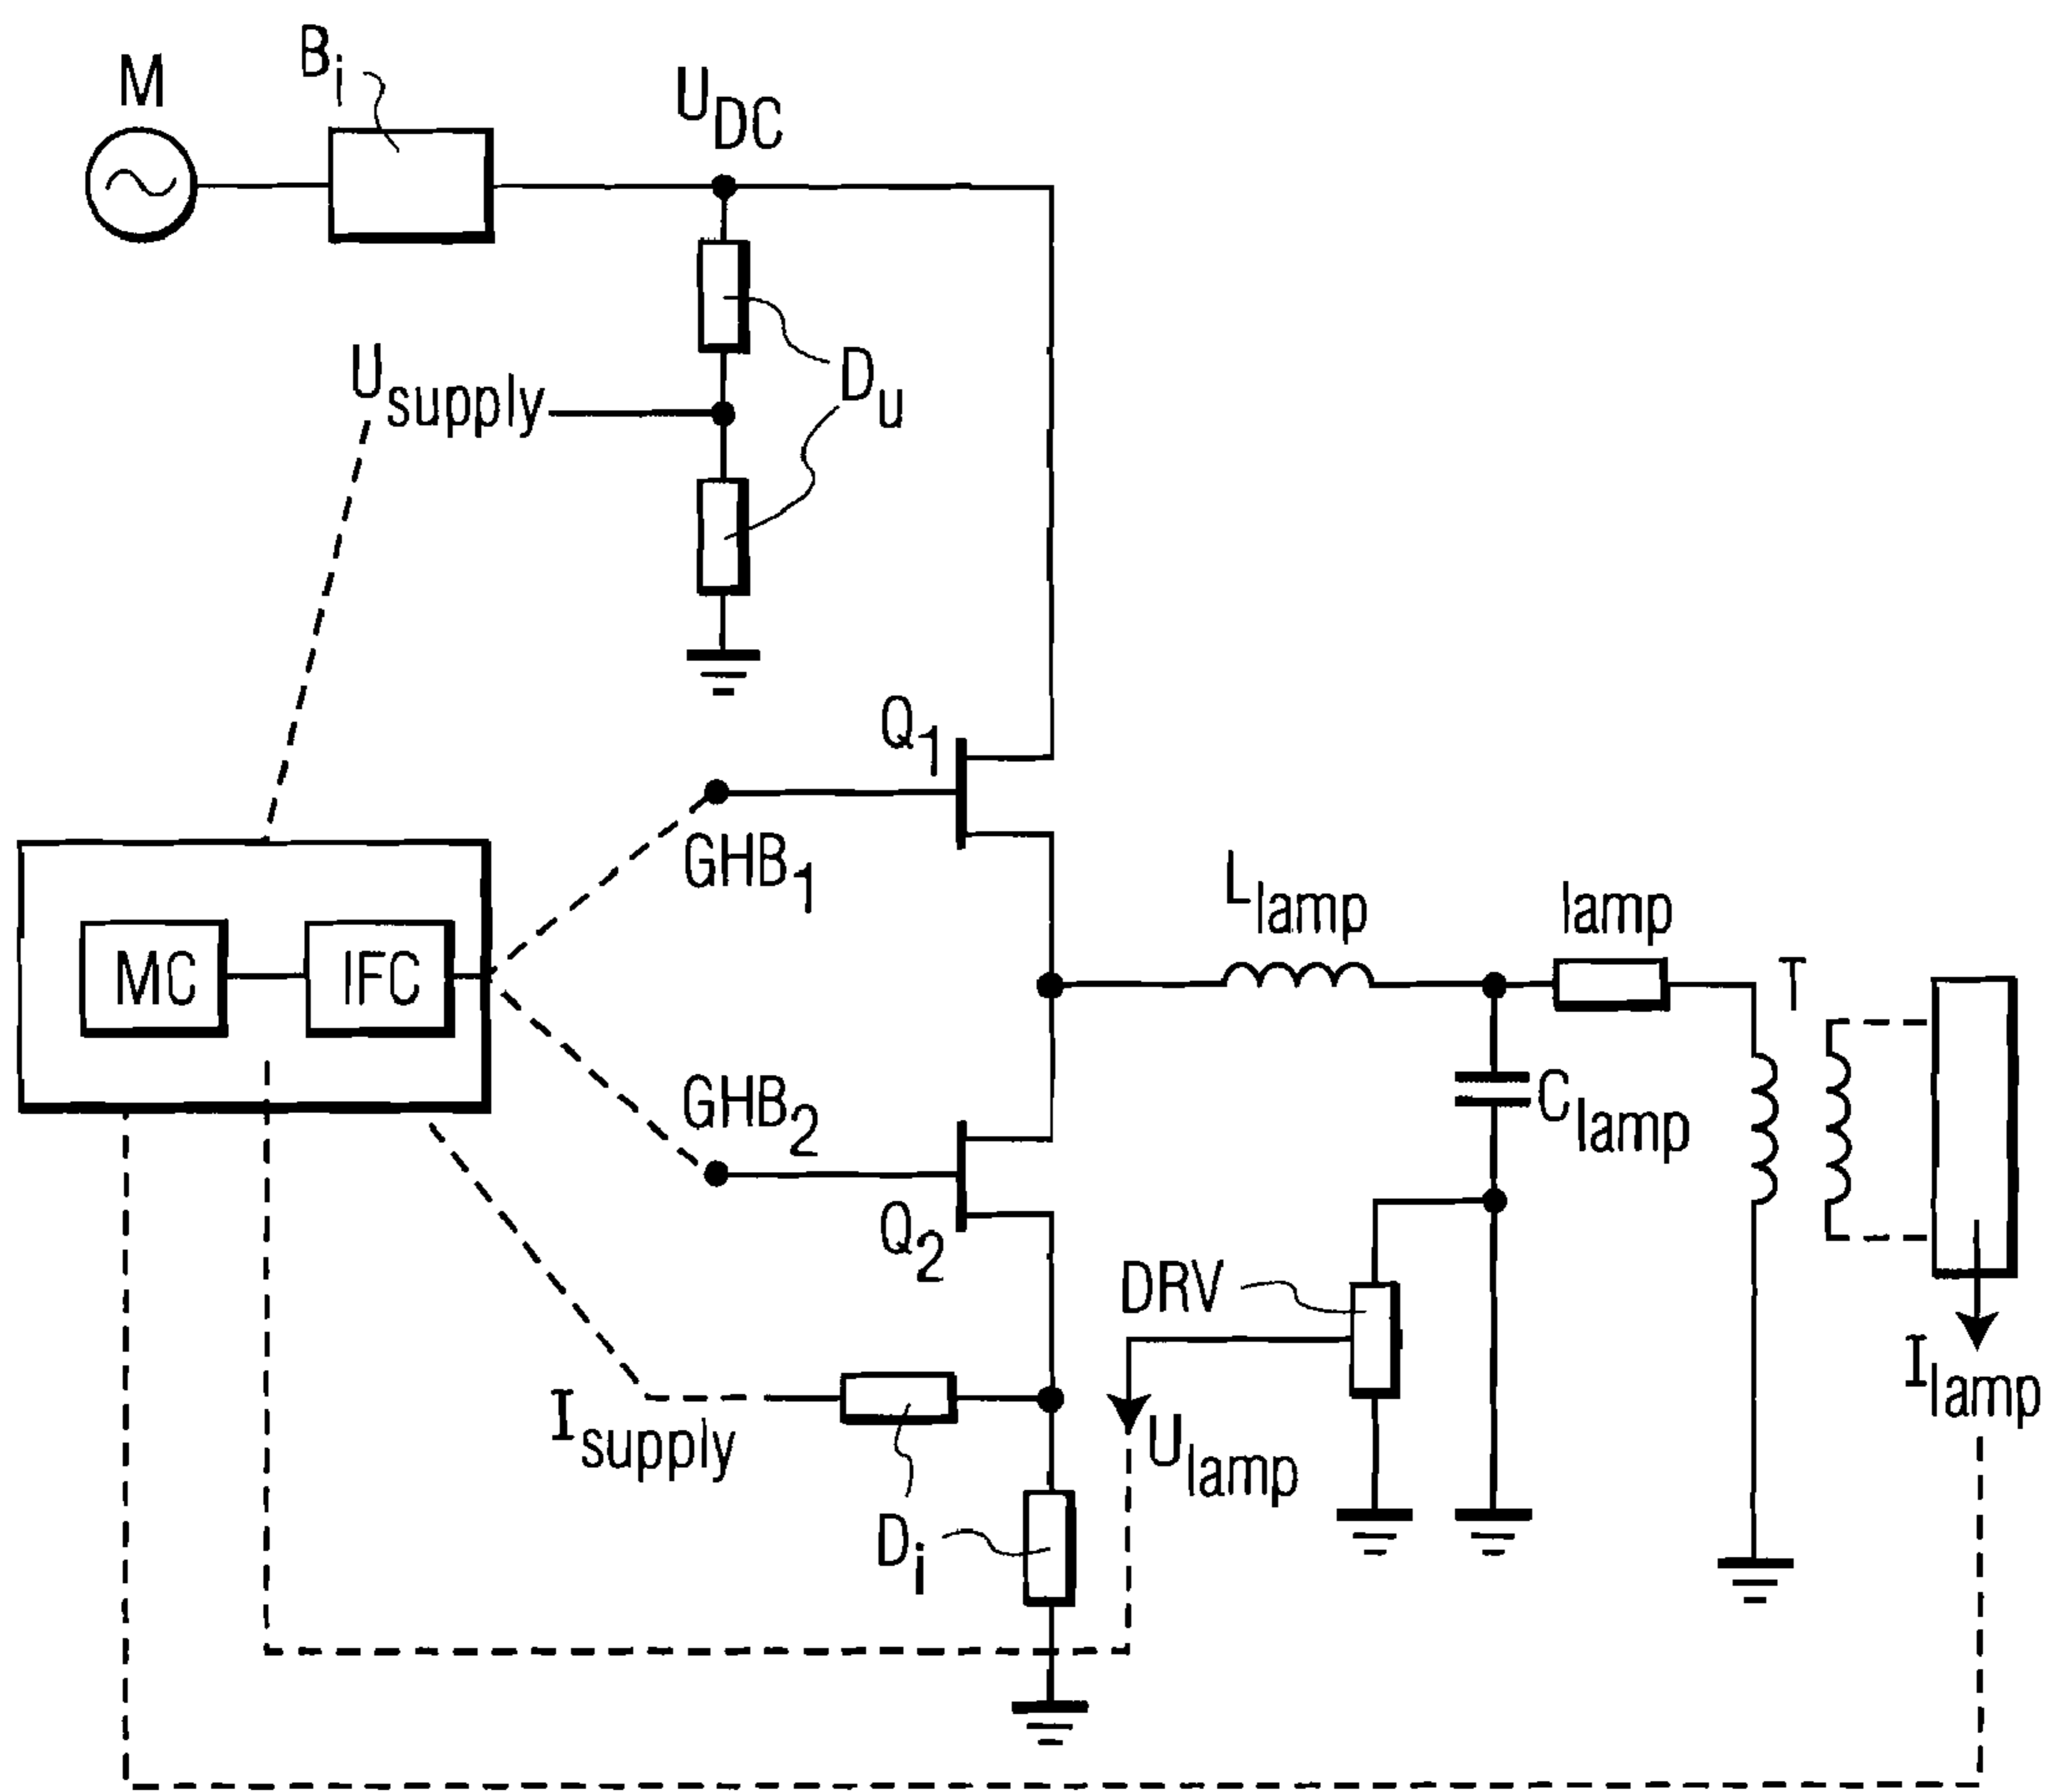 M
Bi
UDC
Usupply
Du
Q1
GHB1
MC
IFC
Llamp
lamp
T
GHB2
Clamp
Q2
DRV
Ilamp
Isupply
Ulamp
Di